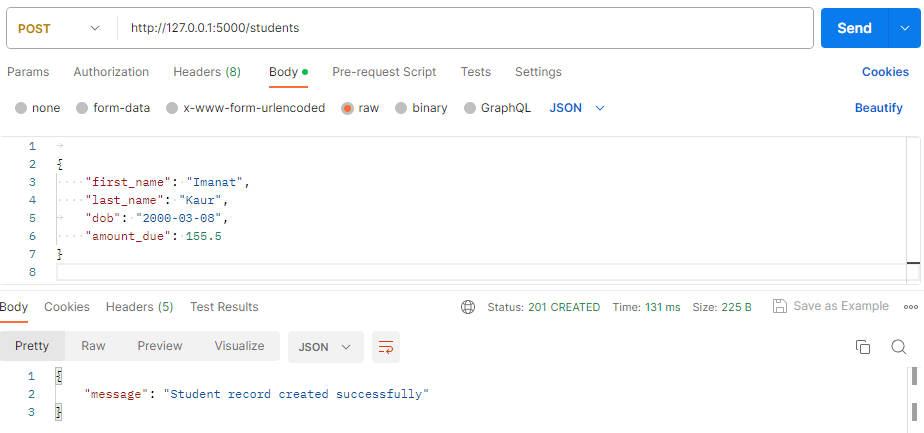 POST http://127.0.0.1:5000/students Send
Params Authorization Headers (8) Body Pre-request Script Tests Settings Cookies
none form-data x-www-form-urlencoded raw binary GraphQL JSON Beautify
1
2 {
3 "first_name": "Imanat",
4 "last_name": "Kaur",
5 "dob": "2000-03-08",
6 "amount_due": 155.5
7 }
8
Body Cookies Headers (5) Test Results Status: 201 CREATED Time: 131 ms Size: 225 B Save as Example
Pretty Raw Preview Visualize JSON
1 {
2 "message": "Student record created successfully"
3 }